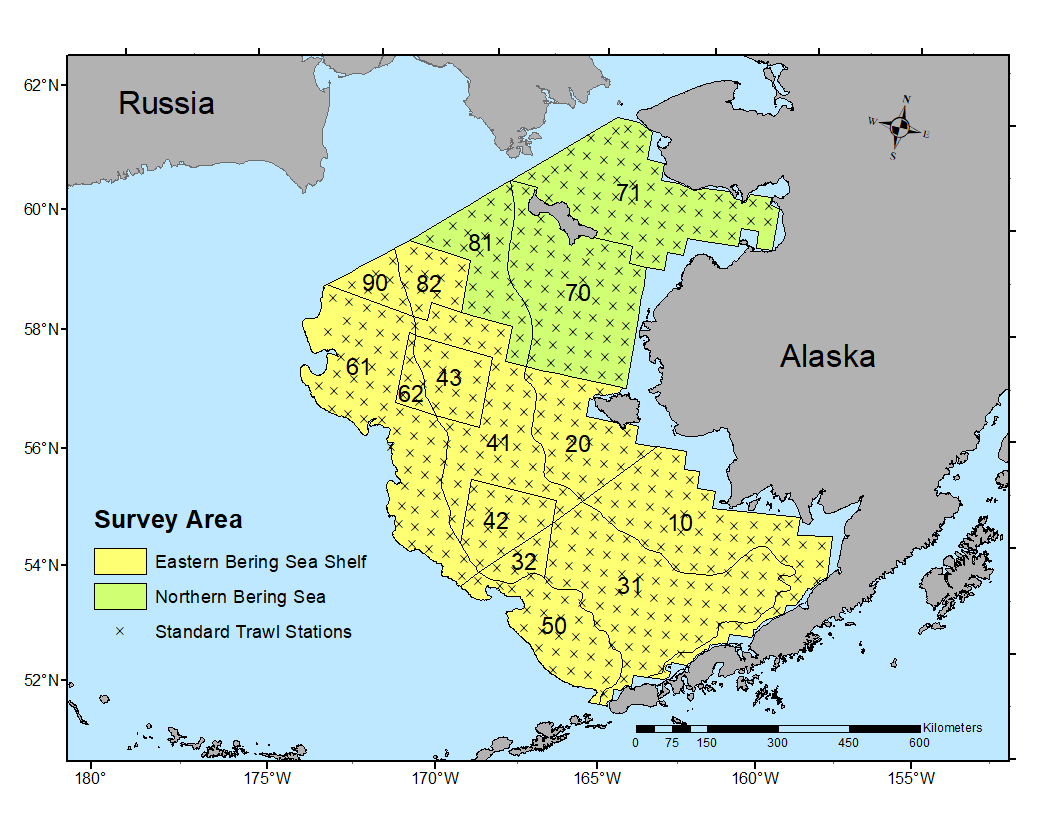 62°N
Russia
N
W
E
S
60°N
71
81
90
82
70
58°N
Alaska
61
43
62
56°N
41
20
Survey Area
42
10
54°N
Eastern Bering Sea Shelf
32
31
Northern Bering Sea
Standard Trawl Stations
50
52°N
Kilometers
0 75 150 300 450 600
180° 175°W 170°W 165°W 160°W 155°W